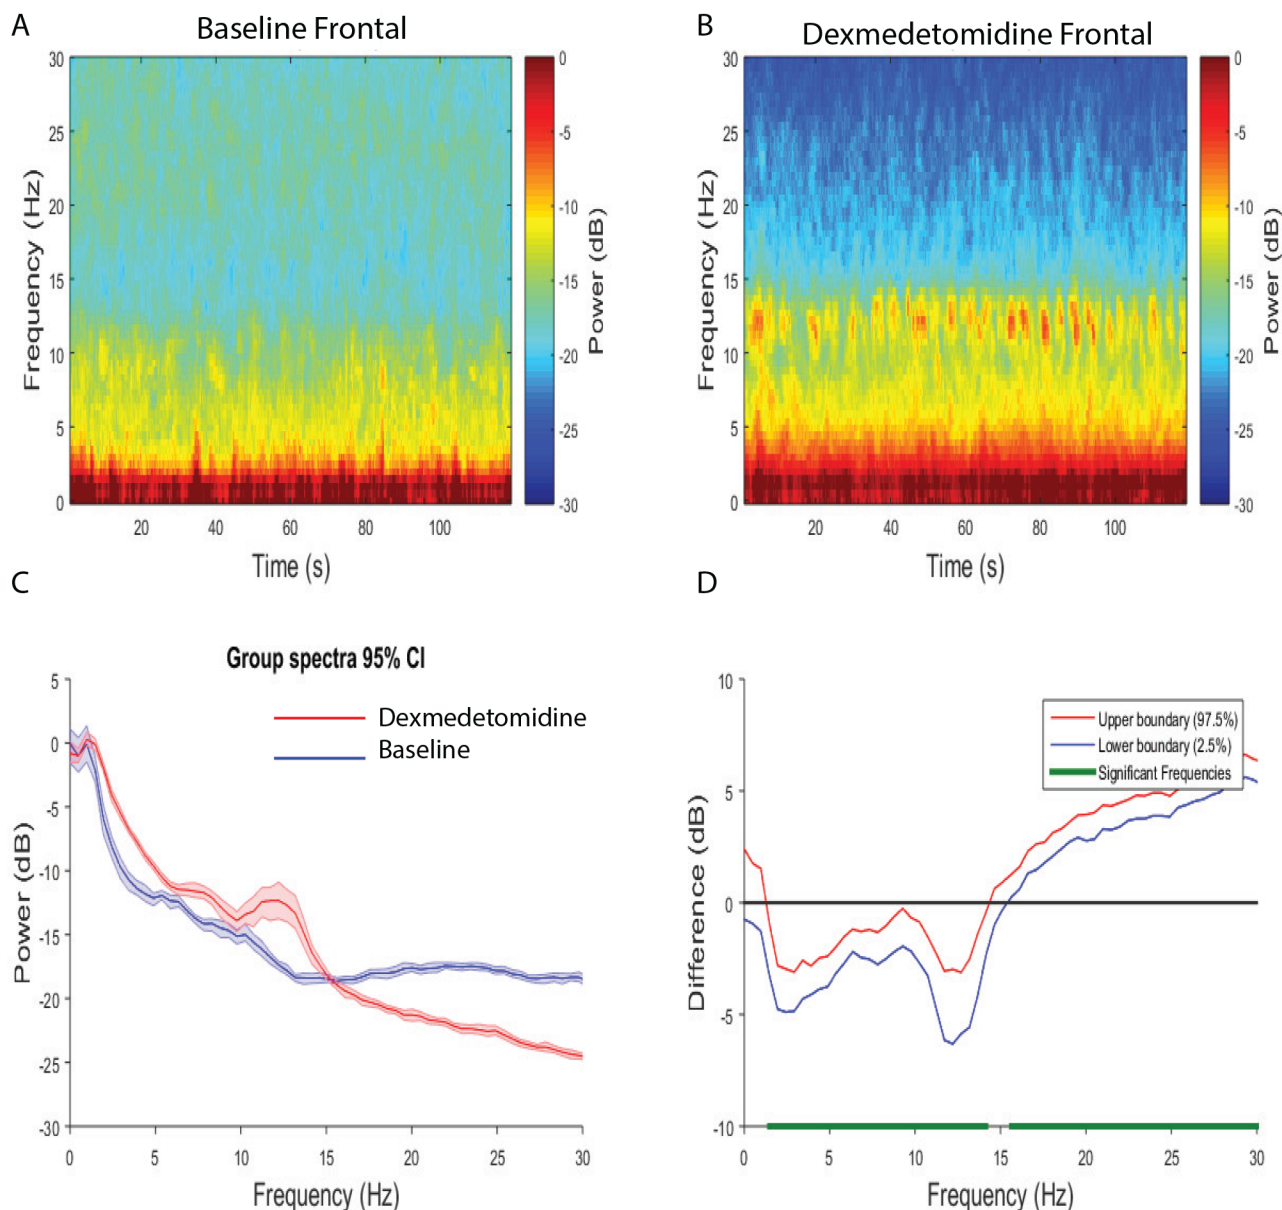 A
Baseline Frontal
30
25
20
15
10
5
0
Frequency (Hz)
20
40
60
80
100
Time (s)
0
-5
-10
-15
-20
-25
-30
Power (dB)
B
Dexmedetomidine Frontal
30
25
20
15
10
5
0
Frequency (Hz)
20
40
60
80
100
Time (s)
0
-5
-10
-15
-20
-25
-30
Power (dB)
C
Group spectra 95% CI
Dexmedetomidine
Baseline
5
0
-5
-10
-15
-20
-25
-30
Power (dB)
0
5
10
15
20
25
30
Frequency (Hz)
D
Upper boundary (97.5%)
Lower boundary (2.5%)
Significant Frequencies
10
5
0
-5
-10
Difference (dB)
0
5
10
15
20
25
30
Frequency (Hz)